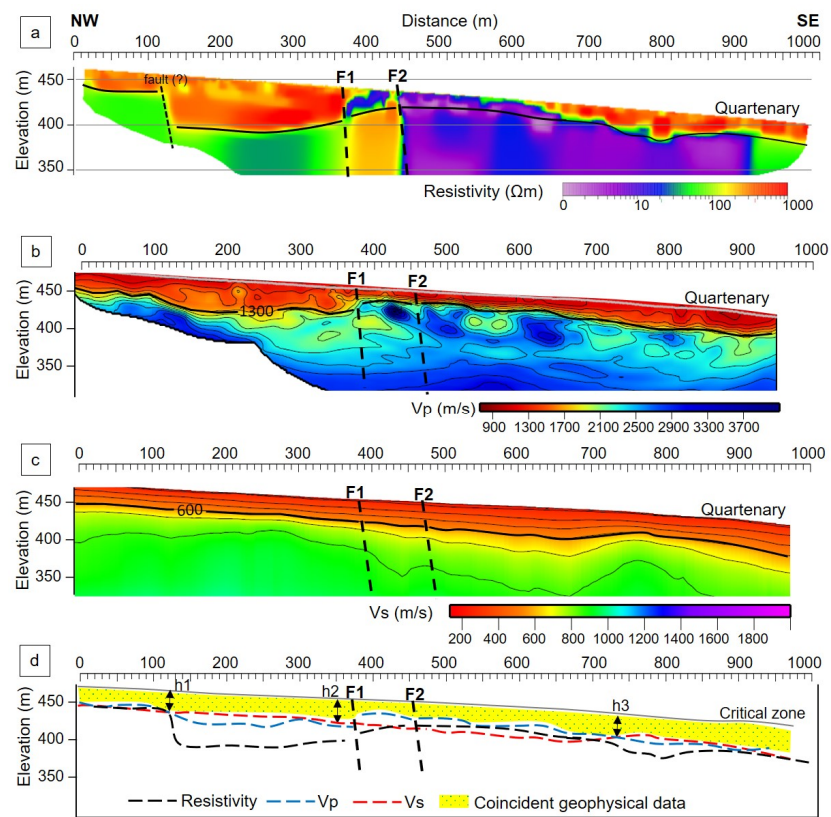 NW Distance (m) SE
a
0 100 200 300 400 500 600 700 800 900 1000
Elevation (m)
450
400
350
fault (?)
F1
F2
Quartenary
Resistivity (Ωm)
0 10 100 1000
b
0 100 200 300 400 500 600 700 800 900 1000
Elevation (m)
450
400
350
1300
F1
F2
Quartenary
Vp (m/s)
900 1300 1700 2100 2500 2900 3300 3700
c
0 100 200 300 400 500 600 700 800 900 1000
Elevation (m)
450
400
350
600
F1
F2
Quartenary
Vs (m/s)
200 400 600 800 1000 1200 1400 1600 1800
d
0 100 200 300 400 500 600 700 800 900 1000
Elevation (m)
450
400
350
h1
h2
F1
F2
h3
Critical zone
Resistivity Vp Vs Coincident geophysical data